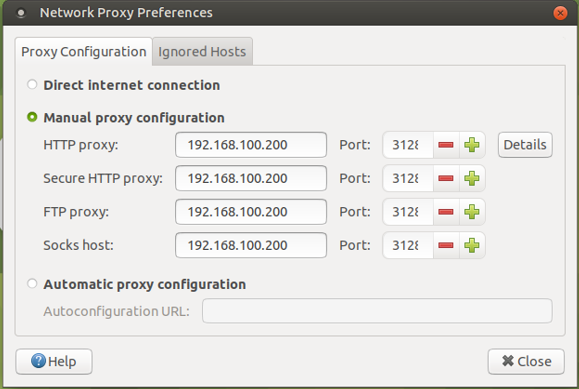 Network Proxy Preferences
Proxy Configuration Ignored Hosts
Direct internet connection
Manual proxy configuration
HTTP proxy: 192.168.100.200 Port: 3128 Details
Secure HTTP proxy: 192.168.100.200 Port: 3128
FTP proxy: 192.168.100.200 Port: 3128
Socks host: 192.168.100.200 Port: 3128
Automatic proxy configuration
Autoconfiguration URL:
Help Close